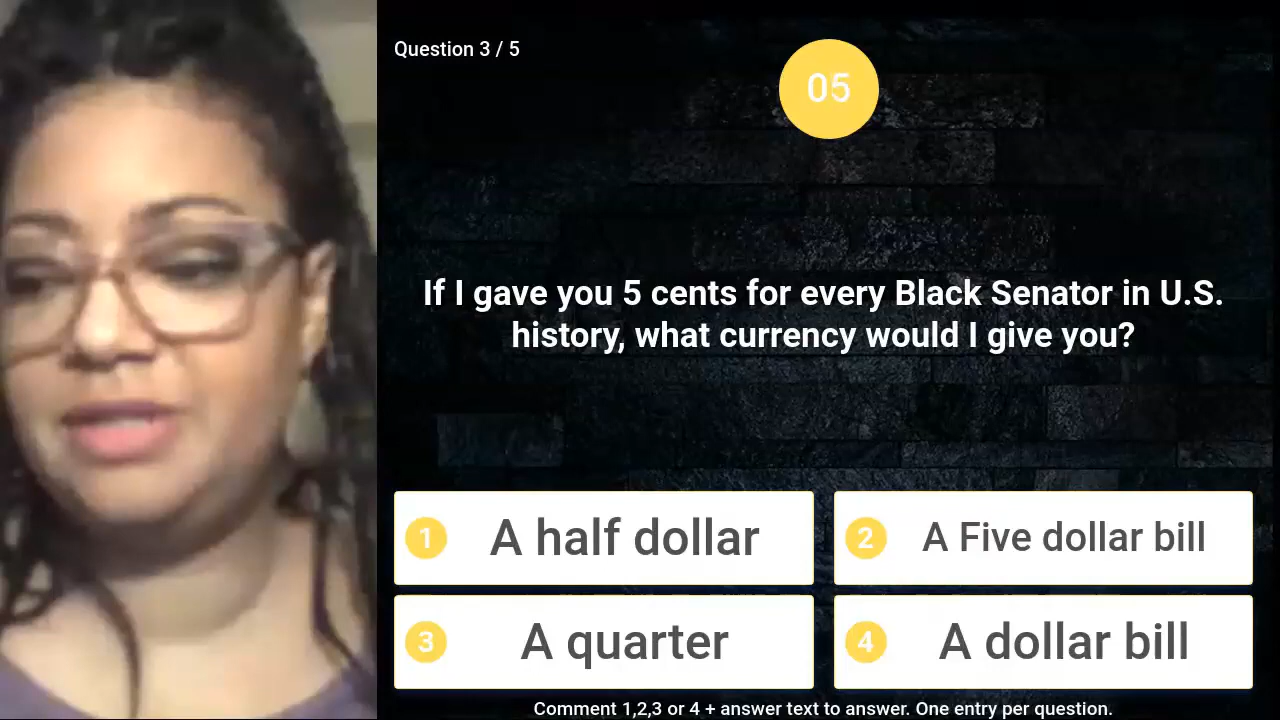 Question 3 / 5
05
If I gave you 5 cents for every Black Senator in U.S.
history, what currency would I give you?
1 A half dollar
2 A Five dollar bill
3 A quarter
4 A dollar bill
Comment 1,2,3 or 4 + answer text to answer. One entry per question.